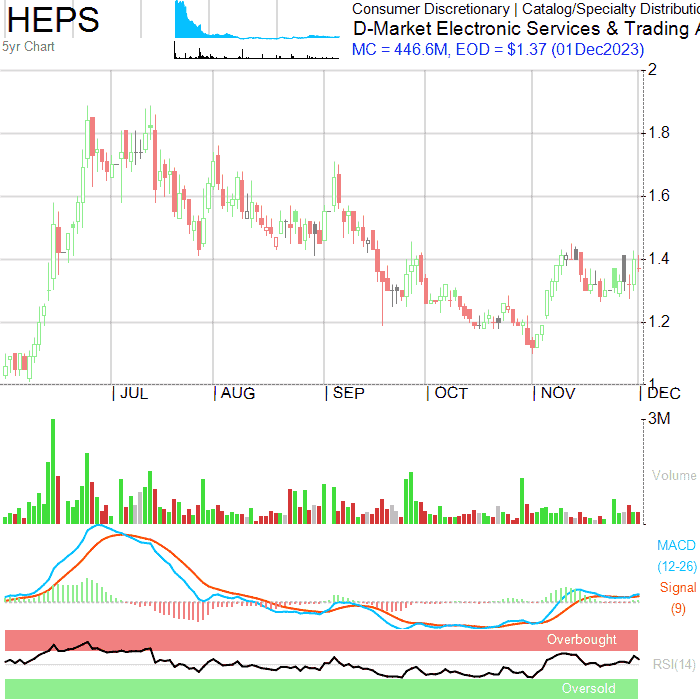 HEPS
5yr Chart
Consumer Discretionary | Catalog/Specialty Distributio
D-Market Electronic Services & Trading A
MC = 446.6M, EOD = $1.37 (01Dec2023)
2
1.8
1.6
1.4
1.2
1
| JUL | AUG | SEP | OCT | NOV | DEC
3M
Volume
MACD
(12-26)
Signal
(9)
Overbought
RSI(14)
Oversold